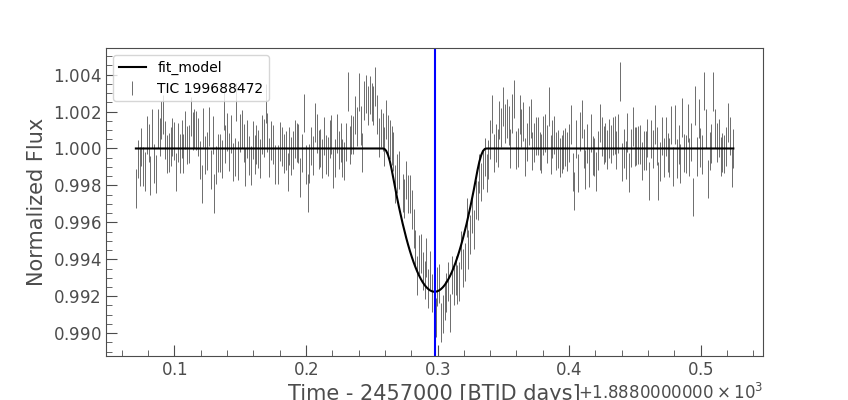 fit_model
TIC 199688472
1.004
1.002
1.000
0.998
0.996
0.994
0.992
0.990
Normalized Flux
0.1 0.2 0.3 0.4 0.5
Time - 2457000 [BTJD days]
+1.8880000000 × 10³